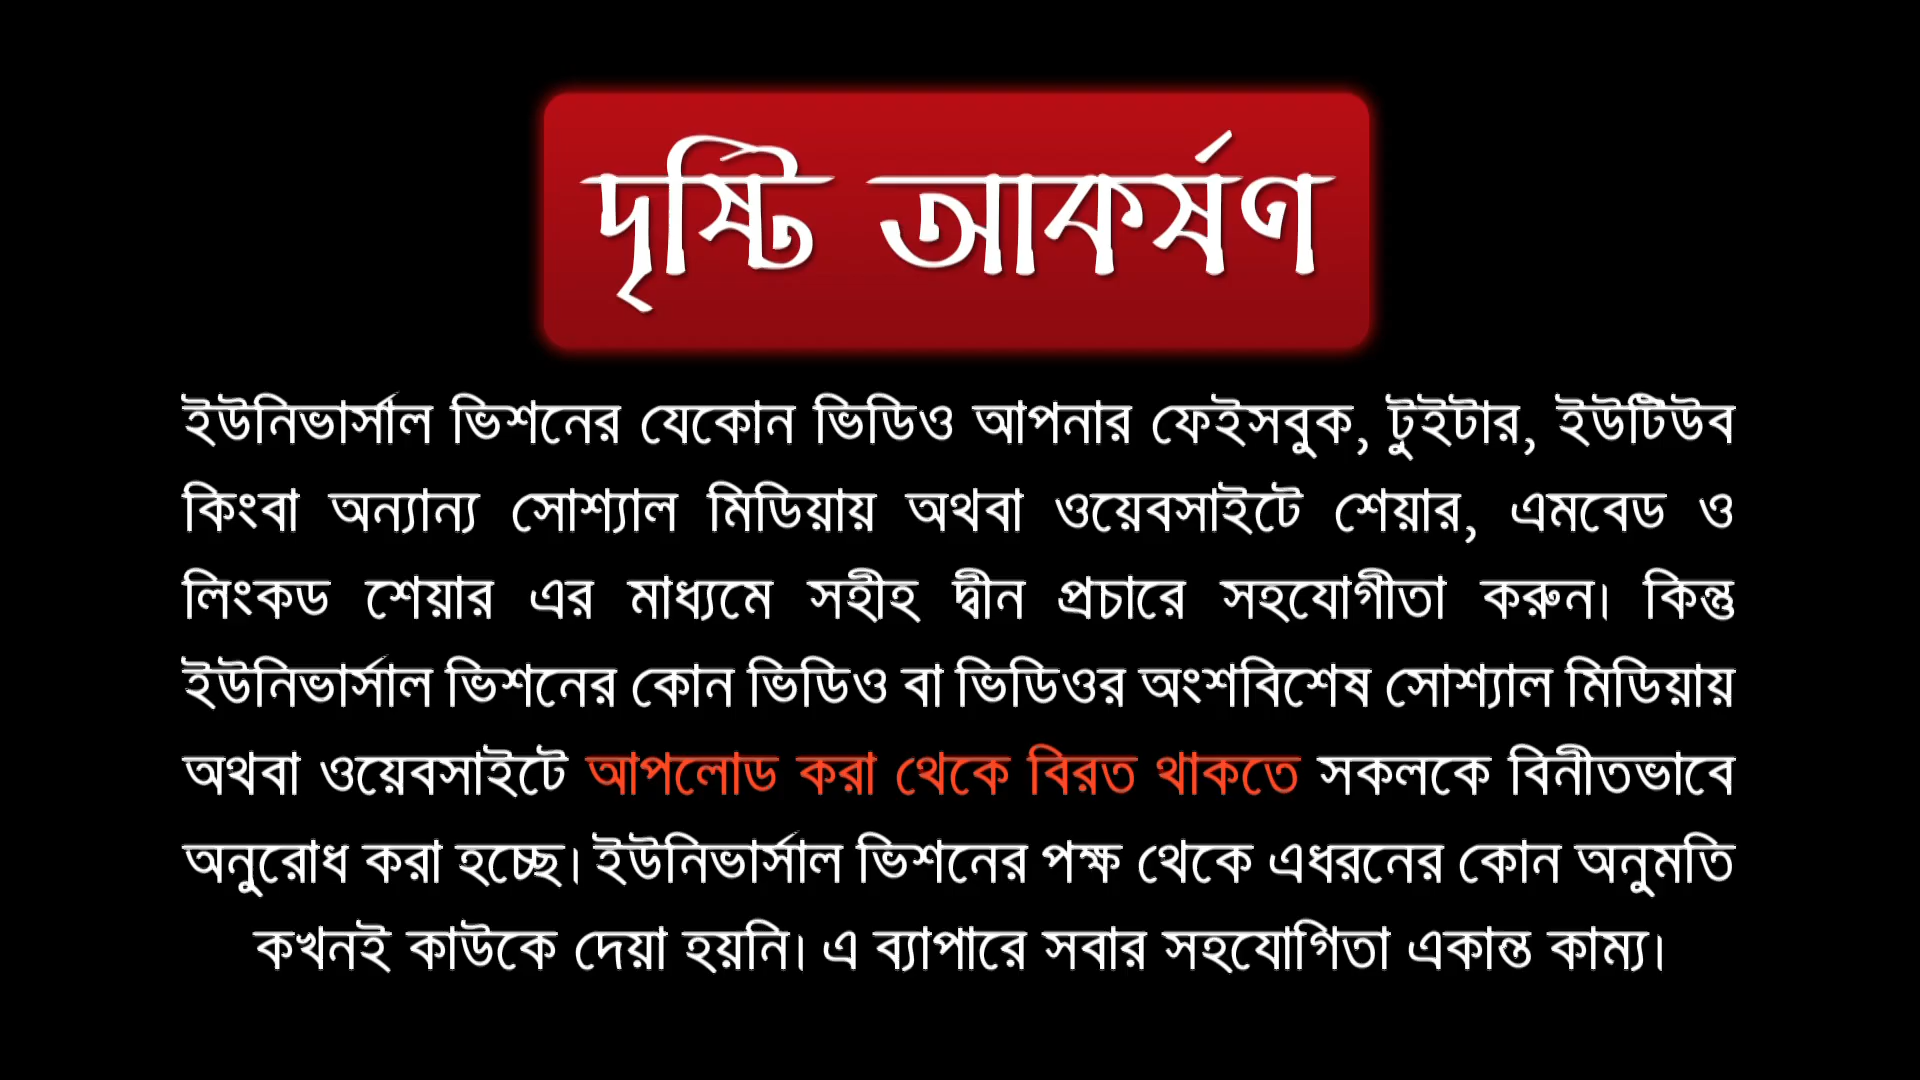 দৃষ্টি আকর্ষণ
ইউনিভার্সাল ভিশনের যেকোন ভিডিও আপনার ফেইসবুক, টুইটার, ইউটিউব
কিংবা অন্যান্য সোশ্যাল মিডিয়ায় অথবা ওয়েবসাইটে শেয়ার, এমবেড ও
লিংকড শেয়ার এর মাধ্যমে সহীহ দ্বীন প্রচারে সহযোগীতা করুন। কিন্তু
ইউনিভার্সাল ভিশনের কোন ভিডিও বা ভিডিওর অংশবিশেষ সোশ্যাল মিডিয়ায়
অথবা ওয়েবসাইটে আপলোড করা থেকে বিরত থাকতে সকলকে বিনীতভাবে
অনুরোধ করা হচ্ছে। ইউনিভার্সাল ভিশনের পক্ষ থেকে এধরনের কোন অনুমতি
কখনই কাউকে দেয়া হয়নি। এ ব্যাপারে সবার সহযোগিতা একান্ত কাম্য।